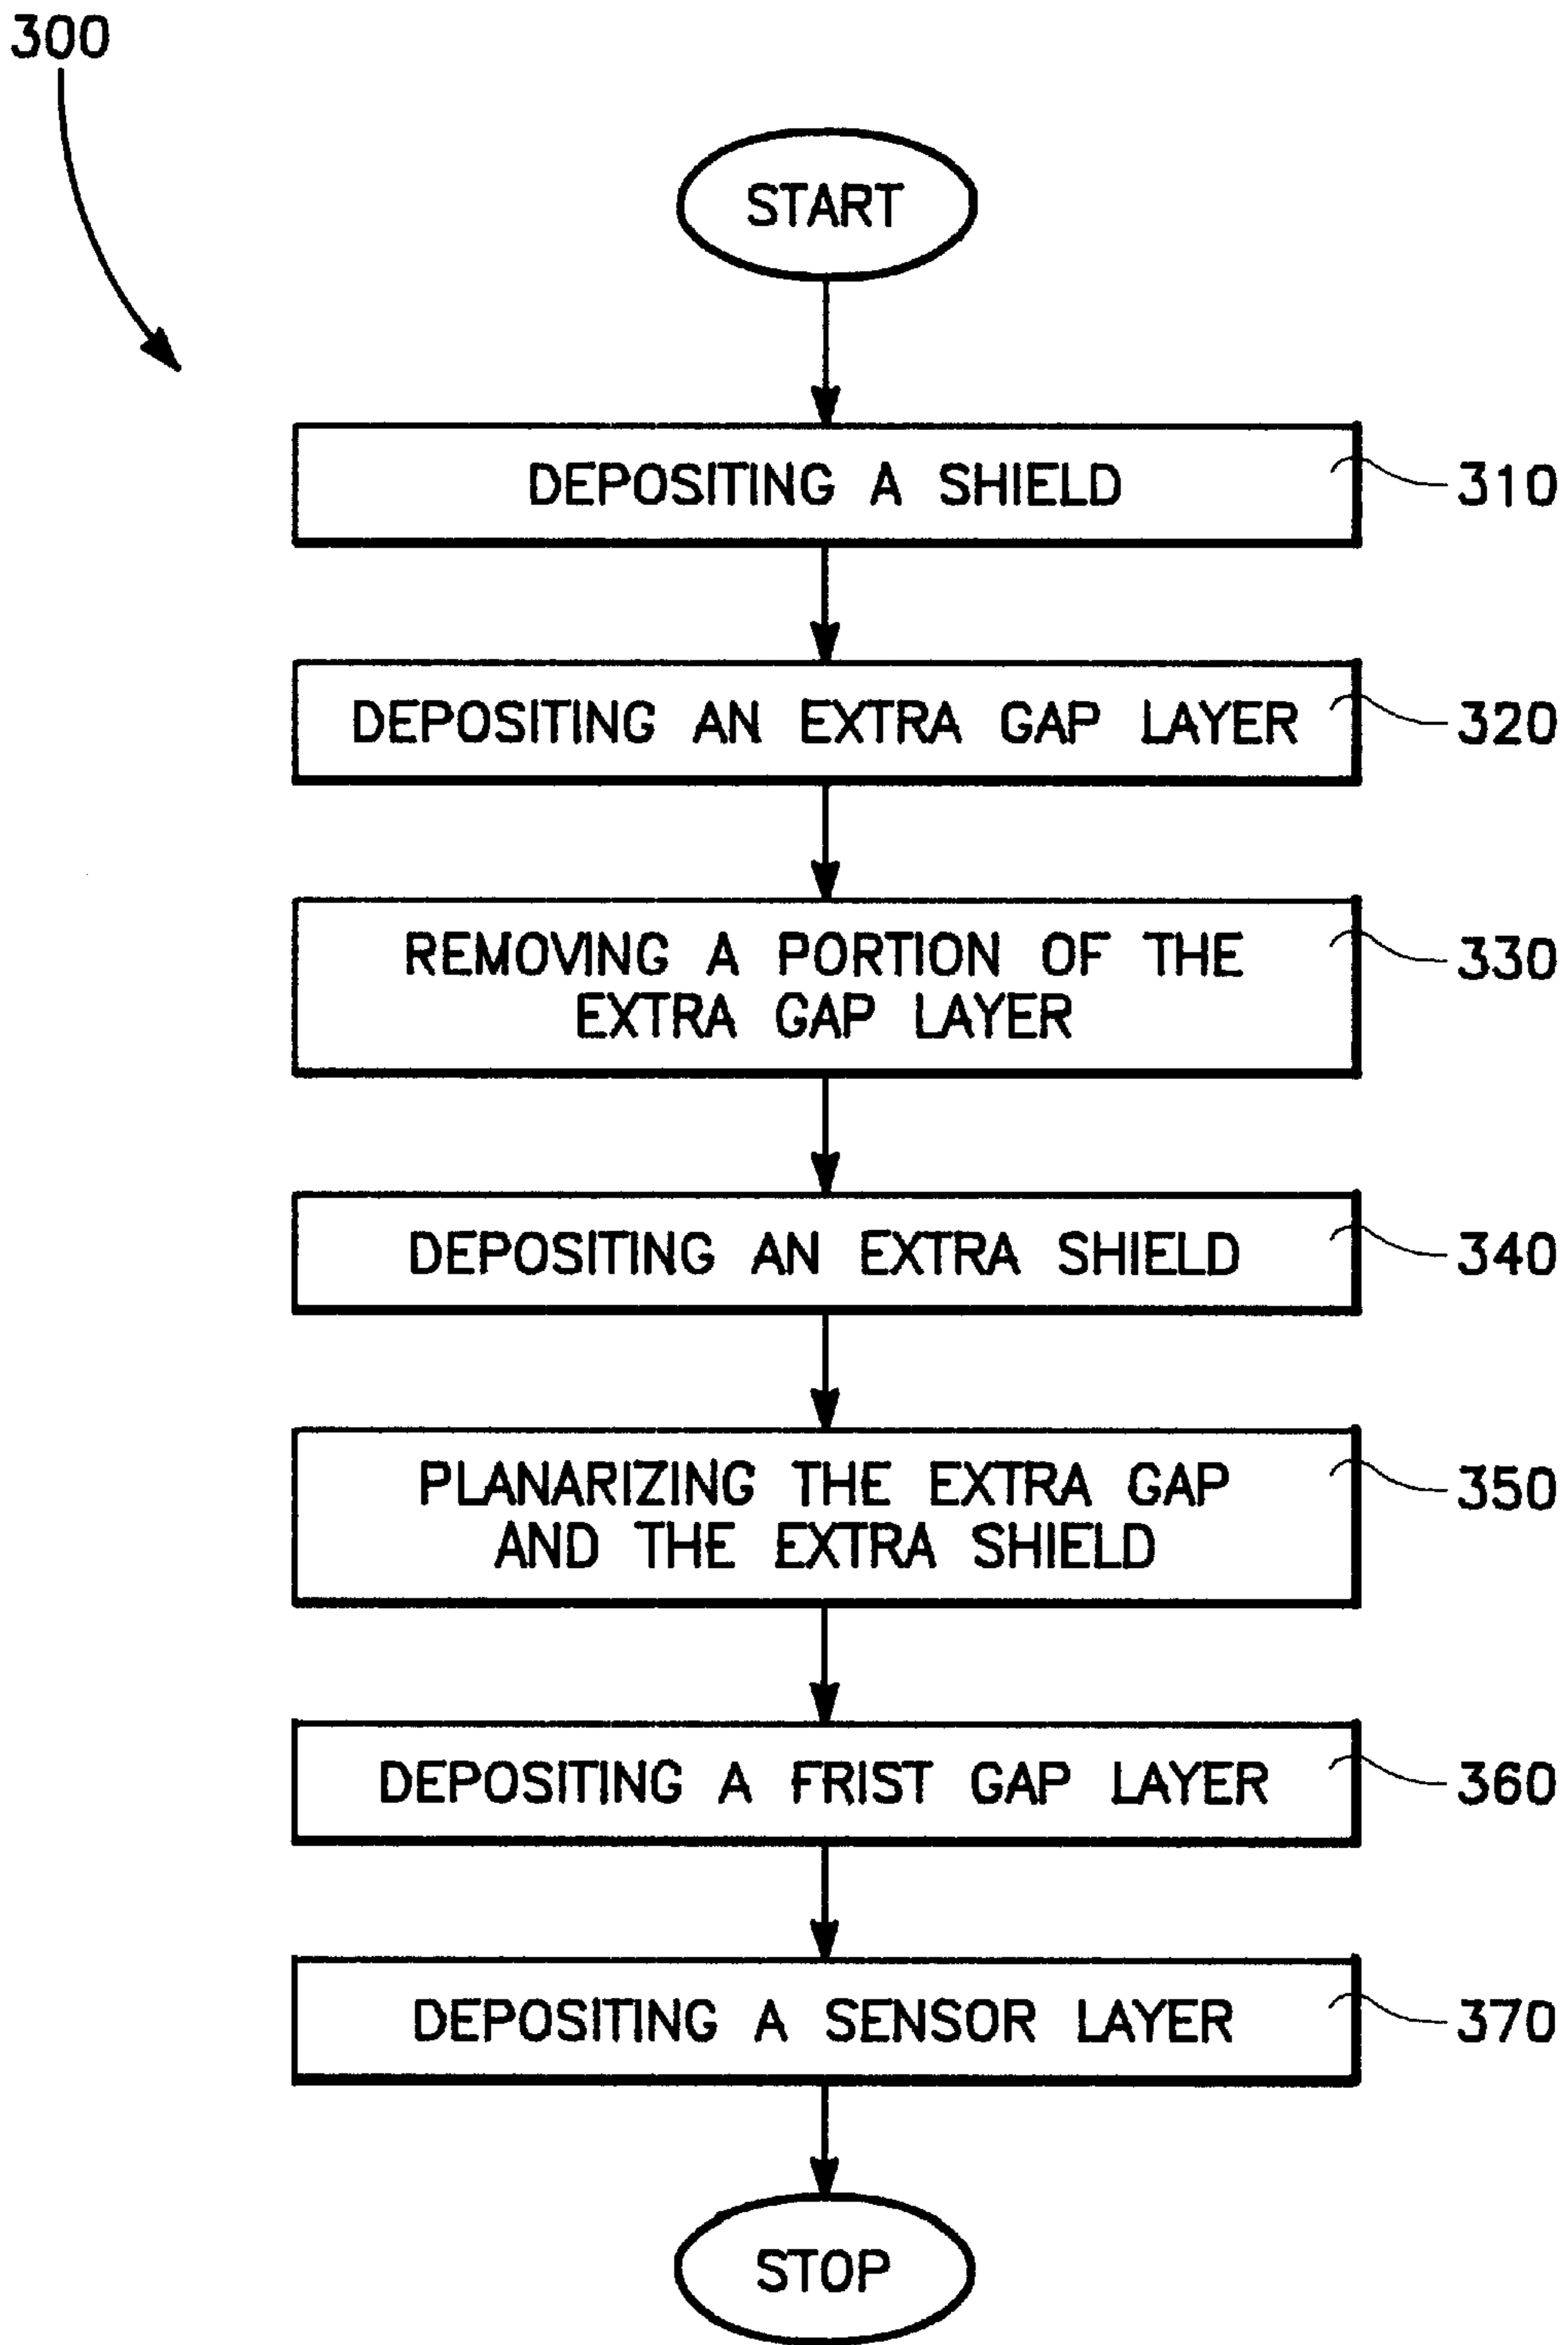 300
START
DEPOSITING A SHIELD
310
DEPOSITING AN EXTRA GAP LAYER
320
REMOVING A PORTION OF THE
EXTRA GAP LAYER
330
DEPOSITING AN EXTRA SHIELD
340
PLANARIZING THE EXTRA GAP
AND THE EXTRA SHIELD
350
DEPOSITING A FRIST GAP LAYER
360
DEPOSITING A SENSOR LAYER
370
STOP